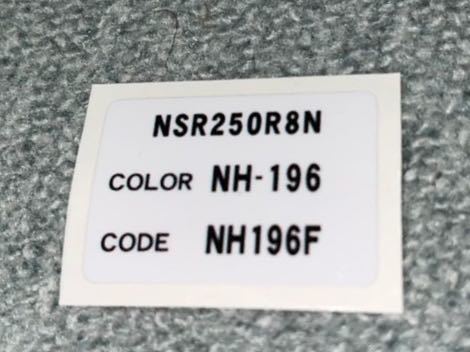 NSR250R8N
COLOR NH-196
CODE NH196F